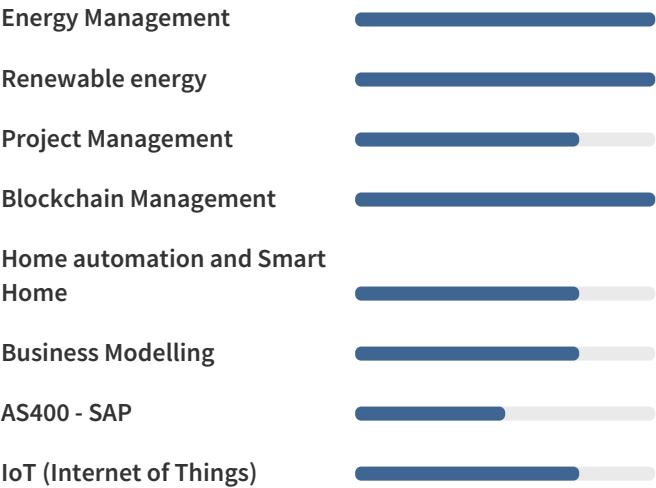 Energy Management
Renewable energy
Project Management
Blockchain Management
Home automation and Smart
Home
Business Modelling
AS400 - SAP
IoT (Internet of Things)